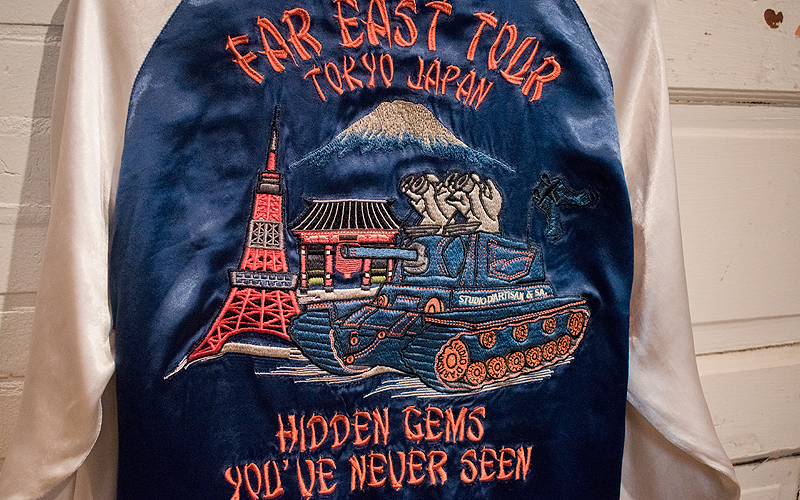 FAR EAST TOUR
TOKYO JAPAN
STUDIO D'ARTISAN & SA.
HIDDEN GEMS
YOU'VE NEVER SEEN